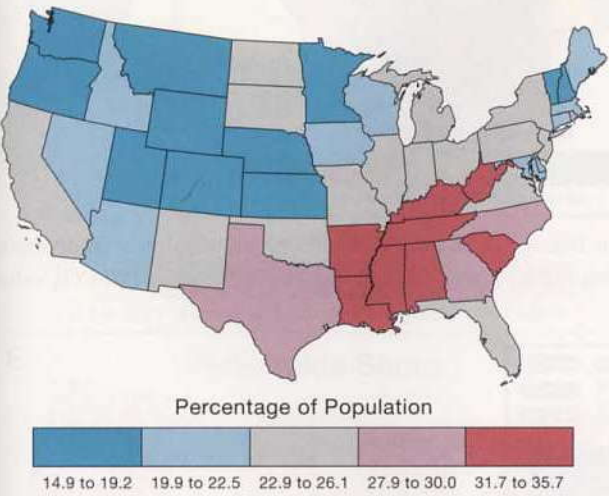 Percentage of Population
14.9 to 19.2 19.9 to 22.5 22.9 to 26.1 27.9 to 30.0 31.7 to 35.7